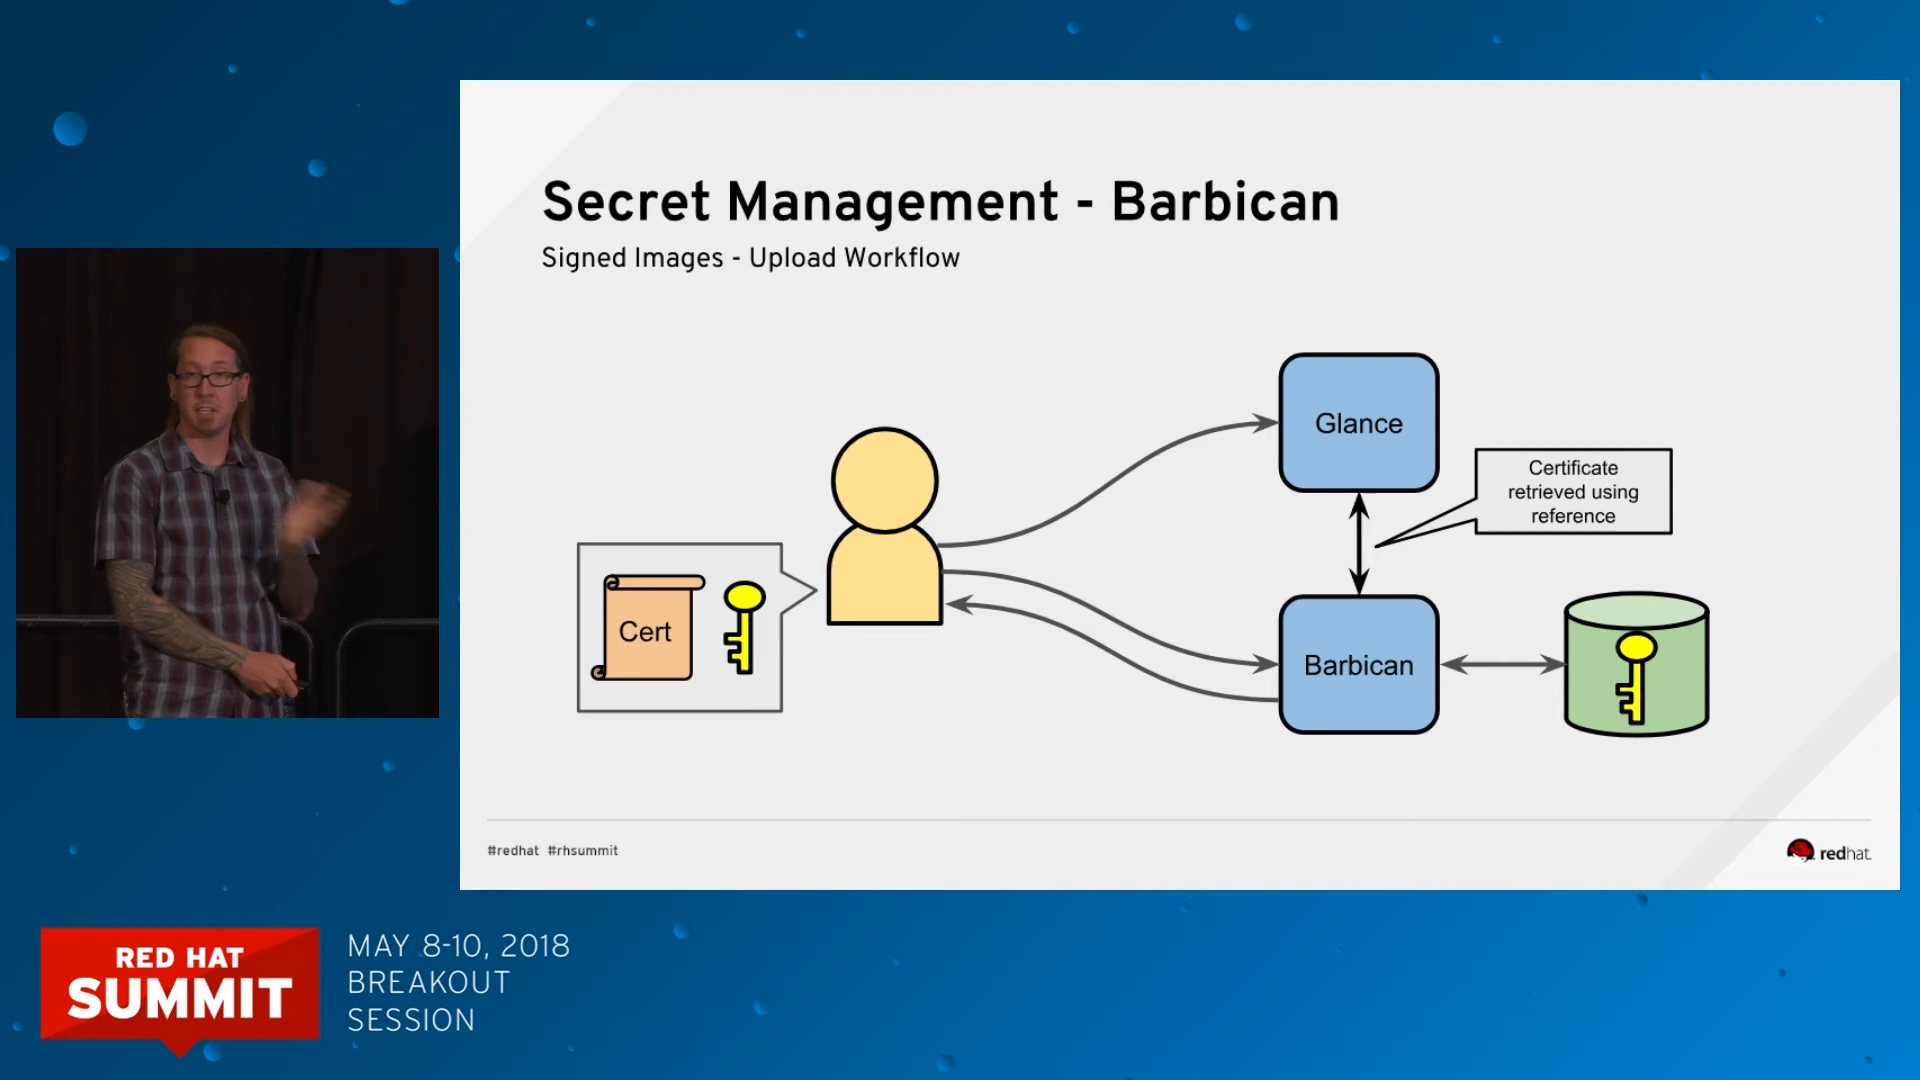 Secret Management - Barbican
Signed Images - Upload Workflow
Glance
Certificate
retrieved using
reference
Cert
Barbican
#redhat #rhsummit
redhat.
RED HAT
SUMMIT
MAY 8-10, 2018
BREAKOUT
SESSION